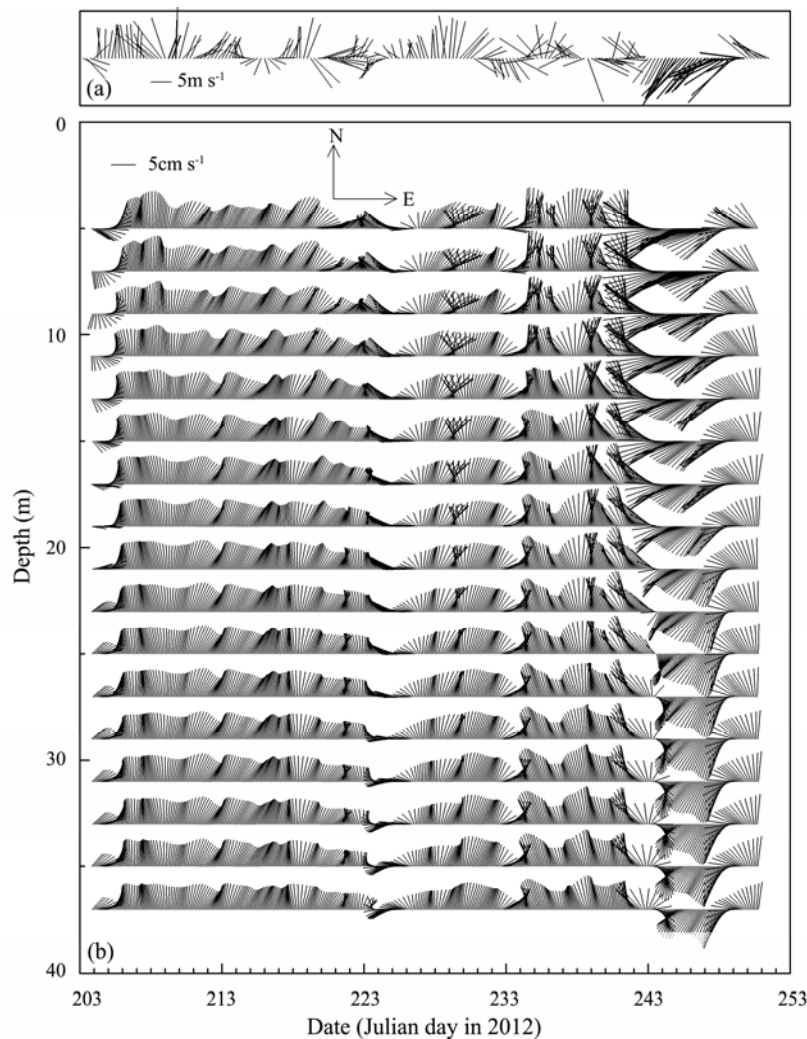 (a)
5m s-1
0
5cm s-1
N
E
10
Depth (m)
20
30
(b)
40
203 213 223 233 243 253
Date (Julian day in 2012)